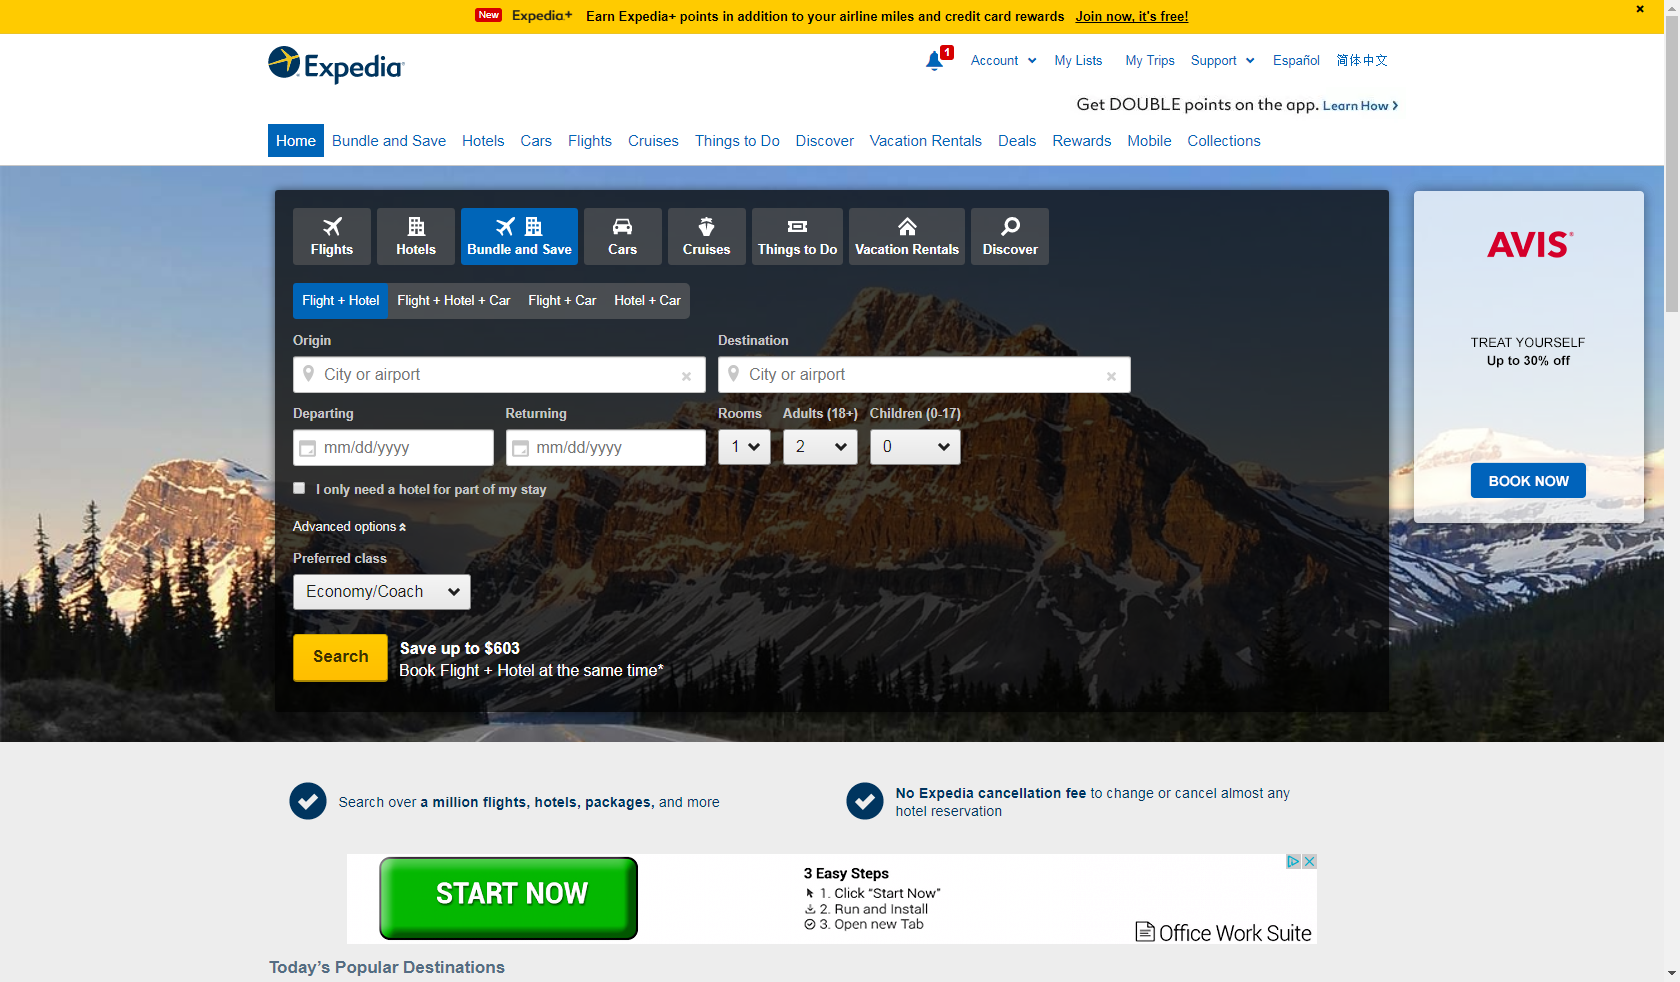 New Expedia+ Earn Expedia+ points in addition to your airline miles and credit card rewards Join now, it's free!
Expedia
1 Account My Lists My Trips Support Español 简体中文
Get DOUBLE points on the app. Learn How
Home Bundle and Save Hotels Cars Flights Cruises Things to Do Discover Vacation Rentals Deals Rewards Mobile Collections
Flights Hotels Bundle and Save Cars Cruises Things to Do Vacation Rentals Discover
Flight + Hotel Flight + Hotel + Car Flight + Car Hotel + Car
Origin Destination
City or airport City or airport
Departing Returning Rooms Adults (18+) Children (0-17)
mm/dd/yyyy mm/dd/yyyy 1 2 0
I only need a hotel for part of my stay
Advanced options
Preferred class
Economy/Coach
Search
Save up to $603
Book Flight + Hotel at the same time*
AVIS
TREAT YOURSELF
Up to 30% off
BOOK NOW
Search over a million flights, hotels, packages, and more
No Expedia cancellation fee to change or cancel almost any
hotel reservation
START NOW
3 Easy Steps
1. Click "Start Now"
2. Run and Install
3. Open new Tab
Office Work Suite
Today's Popular Destinations